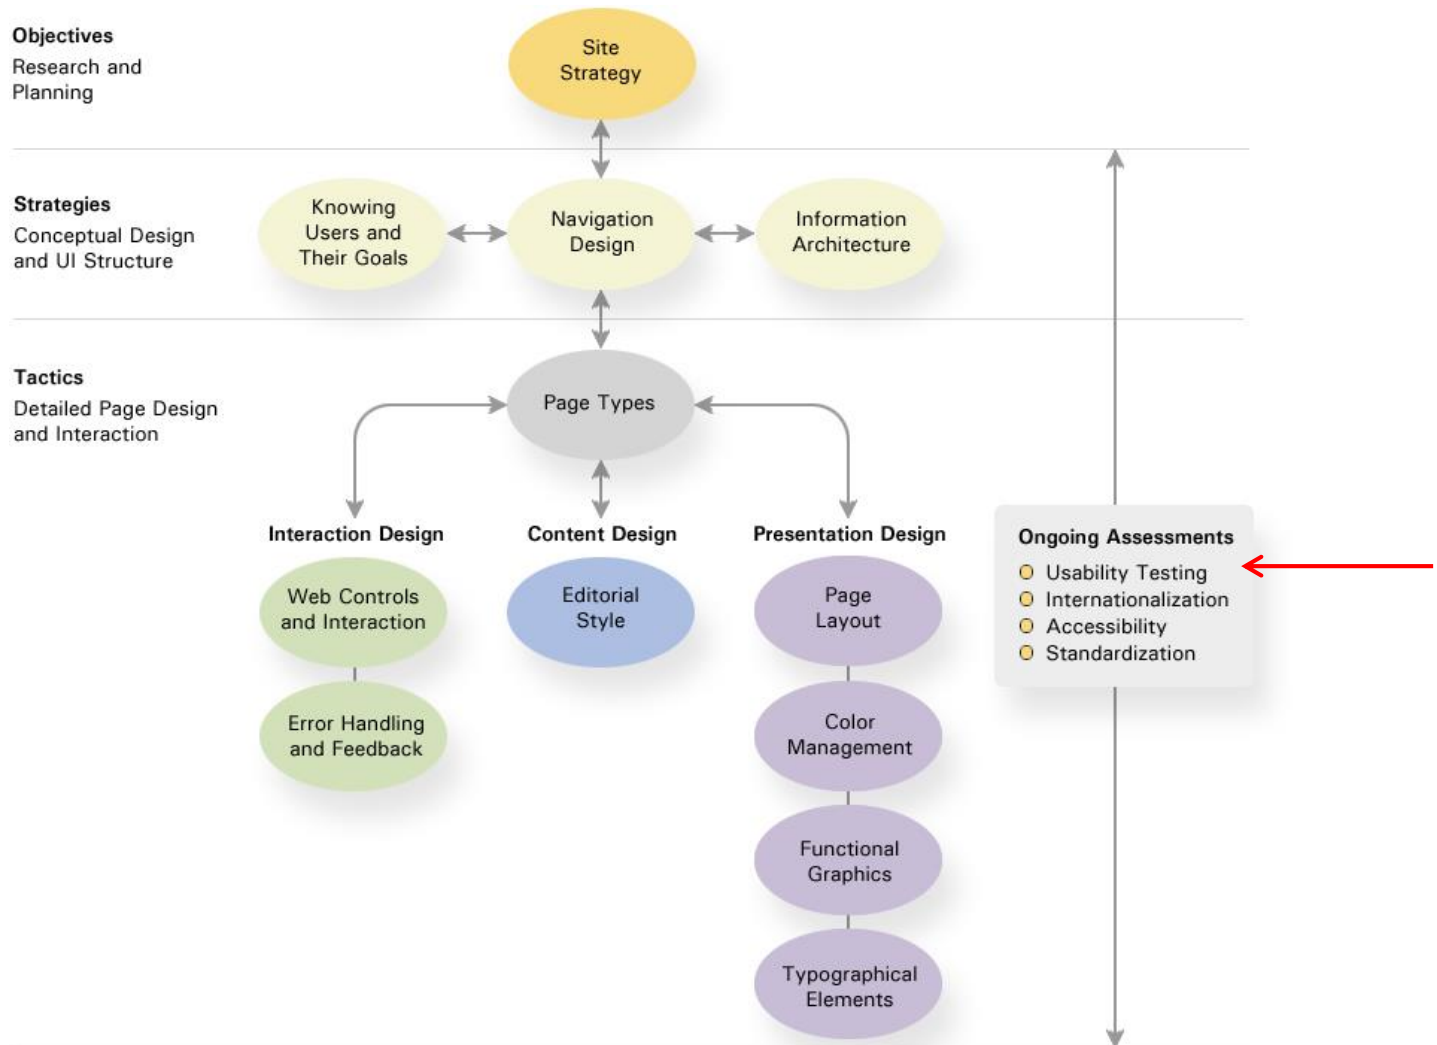 Objectives
Research and
Planning
Site
Strategy
Strategies
Conceptual Design
and UI Structure
Knowing
Users and
Their Goals
Navigation
Design
Information
Architecture
Tactics
Detailed Page Design
and Interaction
Page Types
Interaction Design
Web Controls
and Interaction
Error Handling
and Feedback
Content Design
Editorial
Style
Presentation Design
Page
Layout
Color
Management
Functional
Graphics
Typographical
Elements
Ongoing Assessments
Usability Testing
Internationalization
Accessibility
Standardization